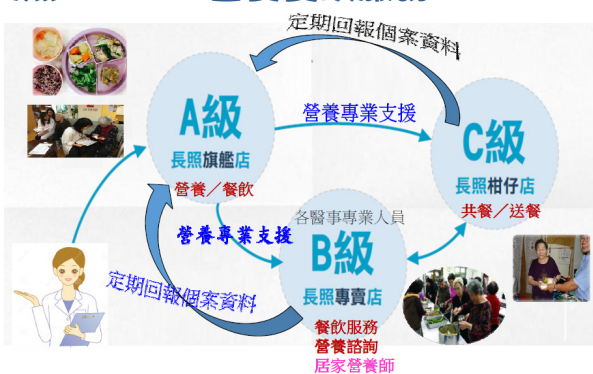 定期回報個案資料
A級
長照旗艦店
營養／餐飲
營養專業支援
C級
長照柑仔店
共餐／送餐
營養專業支援
各醫事專業人員
B級
長照專賣店
定期回報個案資料
餐飲服務
營養諮詢
居家營養師